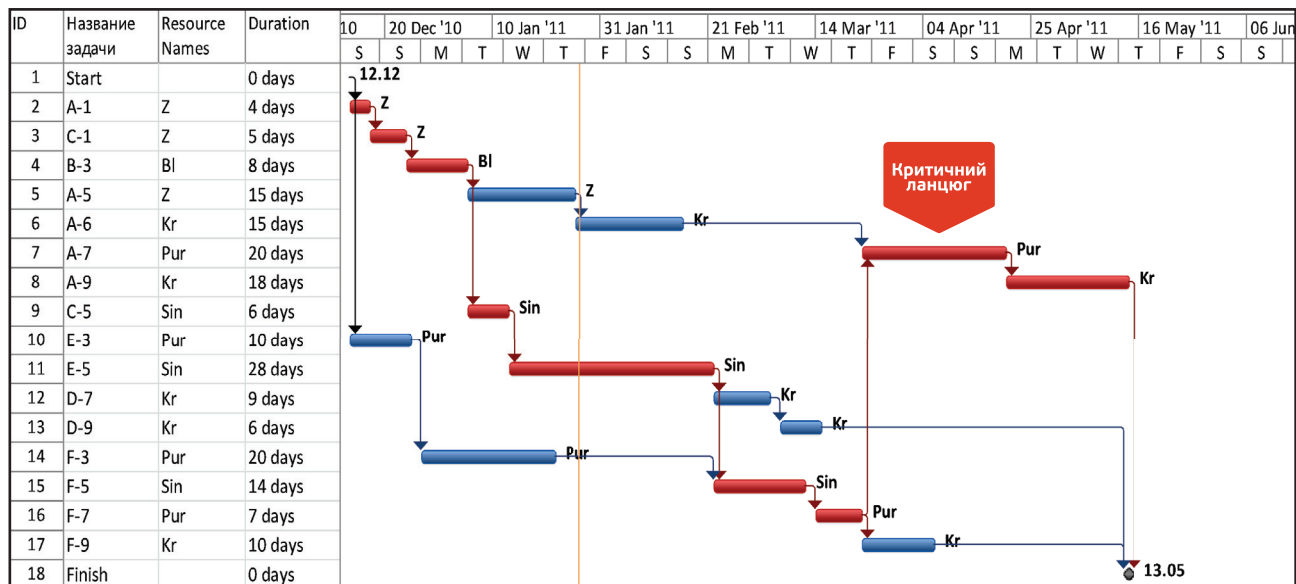 ID Название задачи Resource Names Duration
10 20 Dec '10 10 Jan '11 31 Jan '11 21 Feb '11 14 Mar '11 04 Apr '11 25 Apr '11 16 May '11 06 Jun
S S M T W T F S S M T W T F S S M T W T F S S
1 Start 0 days 12.12
2 A-1 Z 4 days Z
3 C-1 Z 5 days Z
4 B-3 Bl 8 days Bl
Критичний
ланцюг
5 A-5 Z 15 days Z
6 A-6 Kr 15 days Kr
7 A-7 Pur 20 days Pur
8 A-9 Kr 18 days Kr
9 C-5 Sin 6 days Sin
10 E-3 Pur 10 days Pur
11 E-5 Sin 28 days Sin
12 D-7 Kr 9 days Kr
13 D-9 Kr 6 days Kr
14 F-3 Pur 20 days Pur
15 F-5 Sin 14 days Sin
16 F-7 Pur 7 days Pur
17 F-9 Kr 10 days Kr
18 Finish 0 days 13.05